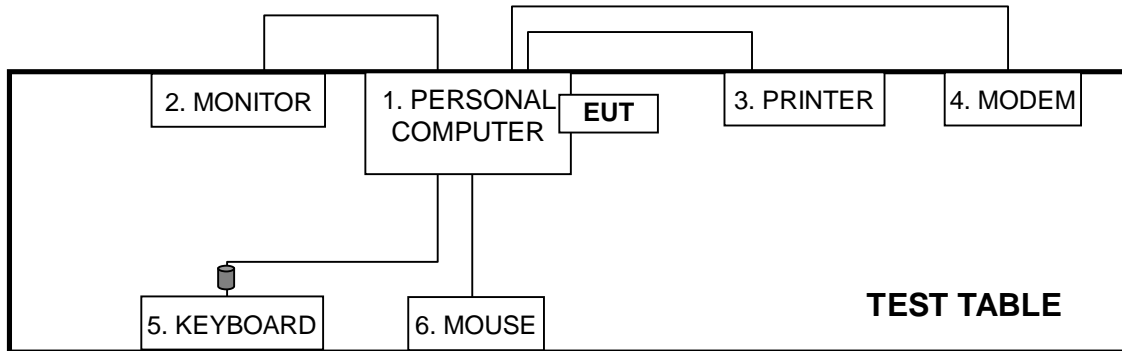 2. MONITOR
1. PERSONAL
COMPUTER
EUT
3. PRINTER
4. MODEM
5. KEYBOARD
6. MOUSE
TEST TABLE